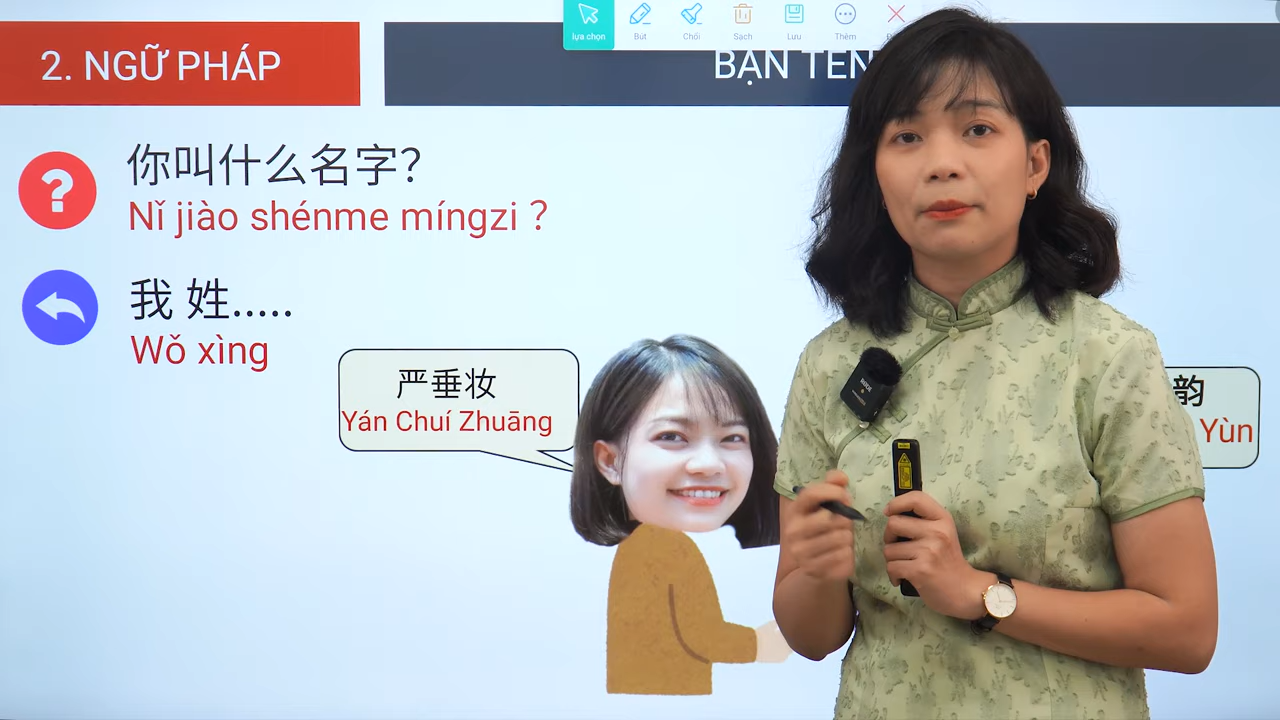 lựa chọn
Bút
Chổi
Sạch
Lưu
Thêm
2. NGỮ PHÁP
BẠN TÊN
你叫什么名字?
Nǐ jiào shénme míngzi ?
我 姓.....
Wǒ xìng
严垂妆
Yán Chuí Zhuāng
韵
Yùn
RØDE